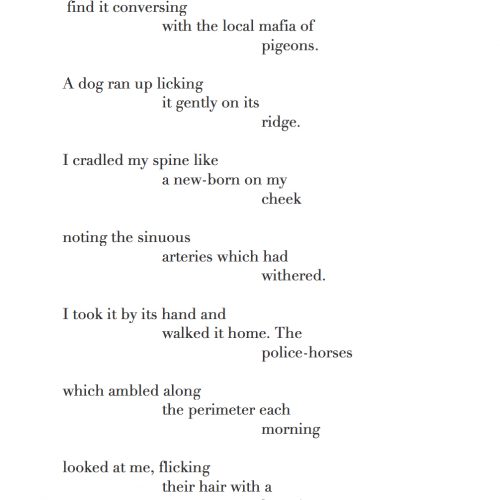 find it conversing
with the local mafia of
pigeons.
A dog ran up licking
it gently on its
ridge.
I cradled my spine like
a new-born on my
cheek
noting the sinuous
arteries which had
withered.
I took it by its hand and
walked it home. The
police-horses
which ambled along
the perimeter each
morning
looked at me, flicking
their hair with a